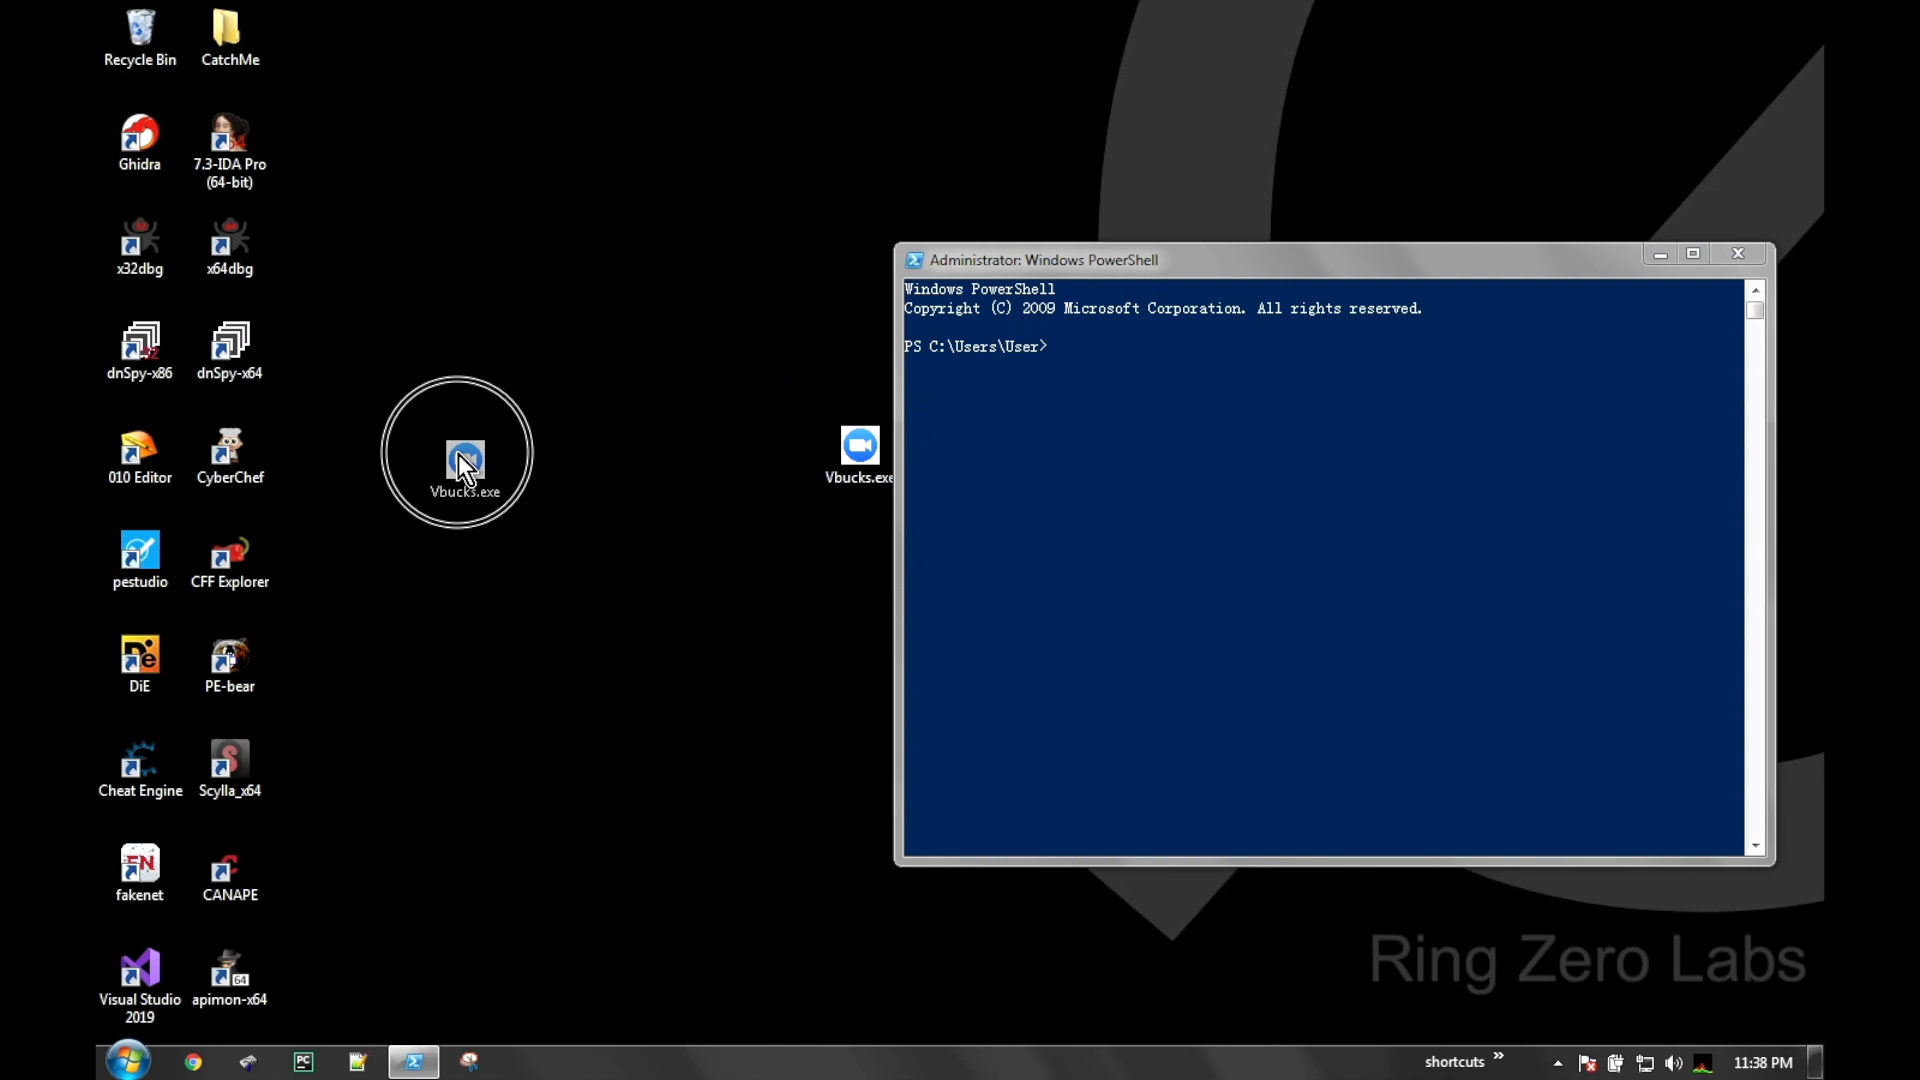 Recycle Bin
CatchMe
Ghidra
7.3-IDA Pro
(64-bit)
x32dbg
x64dbg
dnSpy-x86
dnSpy-x64
010 Editor
CyberChef
pestudio
CFF Explorer
DiE
PE-bear
Cheat Engine
Scylla_x64
FN
fakenet
CANAPE
Visual Studio
2019
64
apimon-x64
Vbucks.exe
Vbucks.exe
Administrator: Windows PowerShell
Windows PowerShell
Copyright (C) 2009 Microsoft Corporation. All rights reserved.
PS C:\Users\User>
Ring Zero Labs
PC
shortcuts
11:38 PM